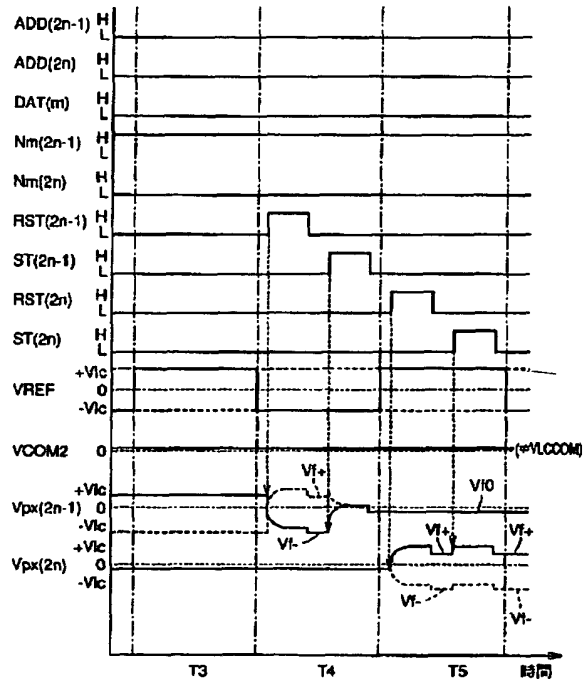 ADD(2n-1) H
L
ADD(2n) H
L
DAT(m) H
L
Nm(2n-1) H
L
Nm(2n) H
L
RST(2n-1) H
L
ST(2n-1) H
L
RST(2n) H
L
ST(2n) H
L
+Vlc
VREF 0
-Vlc
VCOM2 0 (≠VLCCOM)
+Vlc Vf+
Vpx(2n-1) 0 Vf0
-Vlc Vf-
+Vlc Vf+ Vf+
Vpx(2n) 0
-Vlc Vf- Vf-
T3 T4 T5 時間